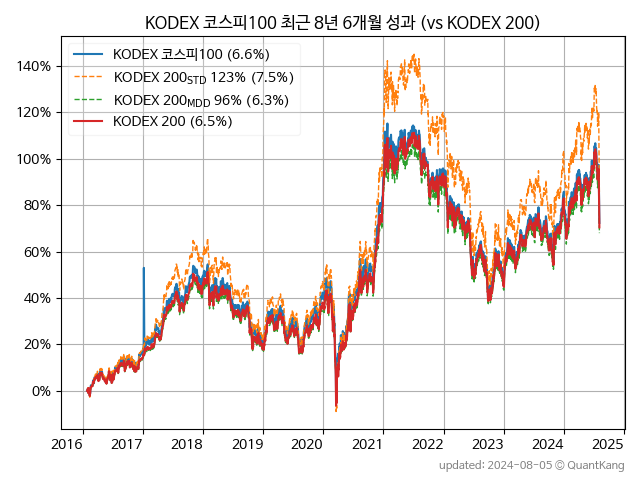 KODEX 코스피100 최근 8년 6개월 성과 (vs KODEX 200)
KODEX 코스피100 (6.6%)
KODEX 200STD 123% (7.5%)
KODEX 200MDD 96% (6.3%)
KODEX 200 (6.5%)
140%
120%
100%
80%
60%
40%
20%
0%
2016 2017 2018 2019 2020 2021 2022 2023 2024 2025
updated: 2024-08-05 © QuantKang